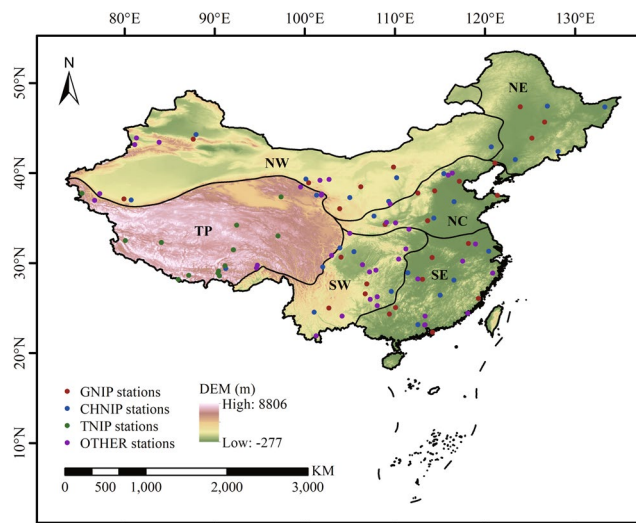 80°E 90°E 100°E 110°E 120°E 130°E
N
50°N
40°N
30°N
20°N
10°N
NE
NW
NC
TP
SE
SW
GNIP stations
CHNIP stations
TNIP stations
OTHER stations
DEM (m)
High: 8806
Low: -277
KM
0 500 1,000 2,000 3,000